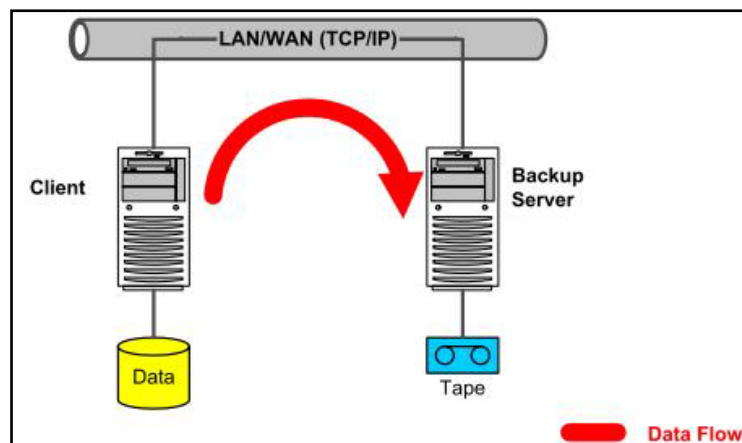 LAN/WAN (TCP/IP)
Client
Backup
Server
Data
Tape
Data Flow